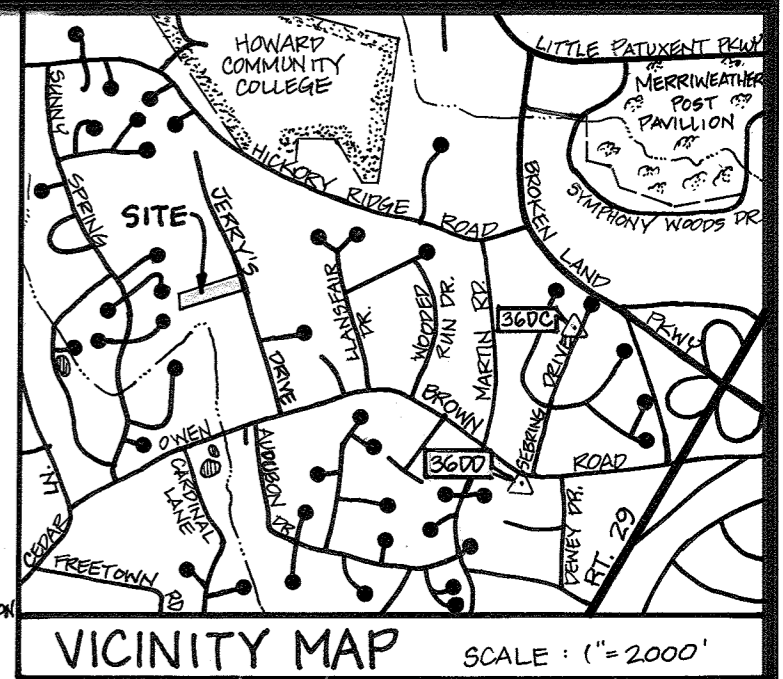 HOWARD
COMMUNITY
COLLEGE
LITTLE PATUXENT PKWY
MERRIWEATHER
POST
PAVILLION
SYMPHONY WOODS DR.
SUNNY
SPRING
SITE
JERRY'S
DRIVE
HICKORY RIDGE ROAD
BROKEN
LAND
PKWY
LLANSFAIR
DR.
WOODED
RUN DR.
MARTIN RD.
36DC
SEBRING DRIVE
OWEN
BROWN
ROAD
36DD
AUDUBON
DR.
CARDINAL
LANE
CEDAR
LN.
FREETOWN
RD
DEWEY DR.
RT. 29
VICINITY MAP
SCALE : 1"= 2000'